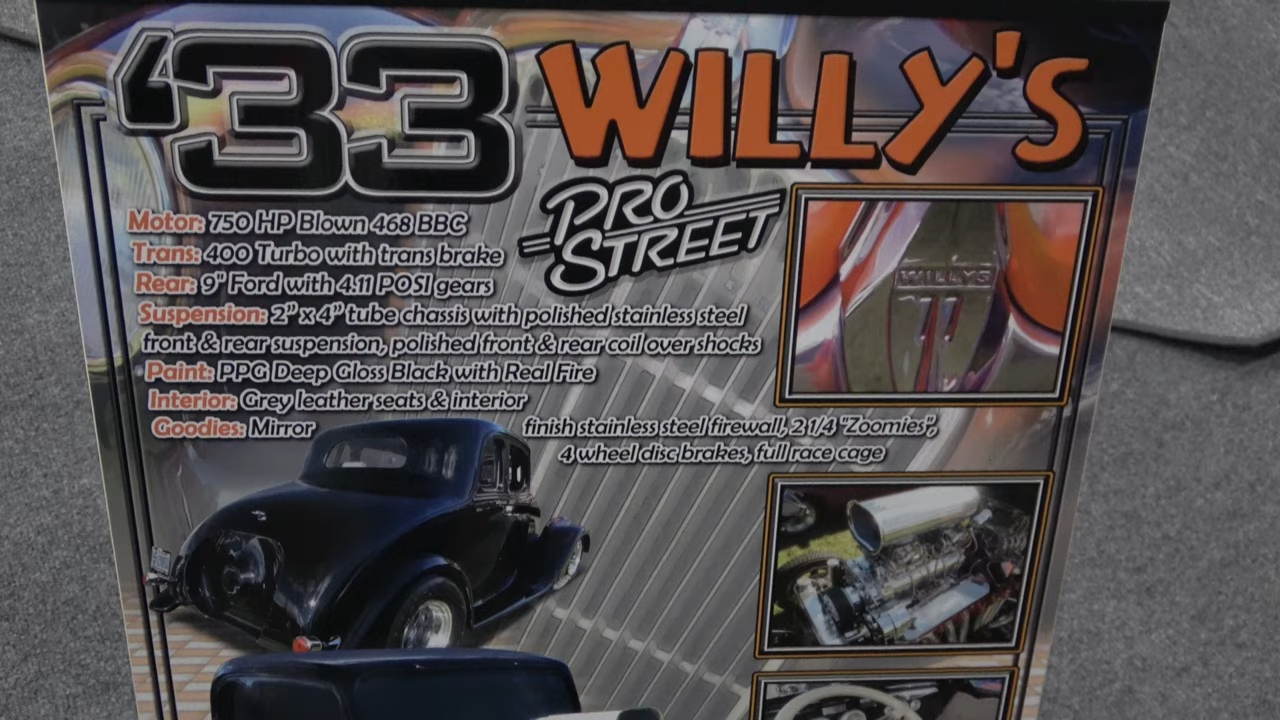 '33 WILLY'S
PRO
STREET
Motor: 750 HP Blown 468 BBC
Trans: 400 Turbo with trans brake
Rear: 9" Ford with 4.11 POSI gears
Suspension: 2" x 4" tube chassis with polished stainless steel
front & rear suspension, polished front & rear coil over shocks
Paint: PPG Deep Gloss Black with Real Fire
Interior: Grey leather seats & interior
Goodies: Mirror finish stainless steel firewall, 2 1/4 "Zoomies",
4 wheel disc brakes, full race cage
WILLYS